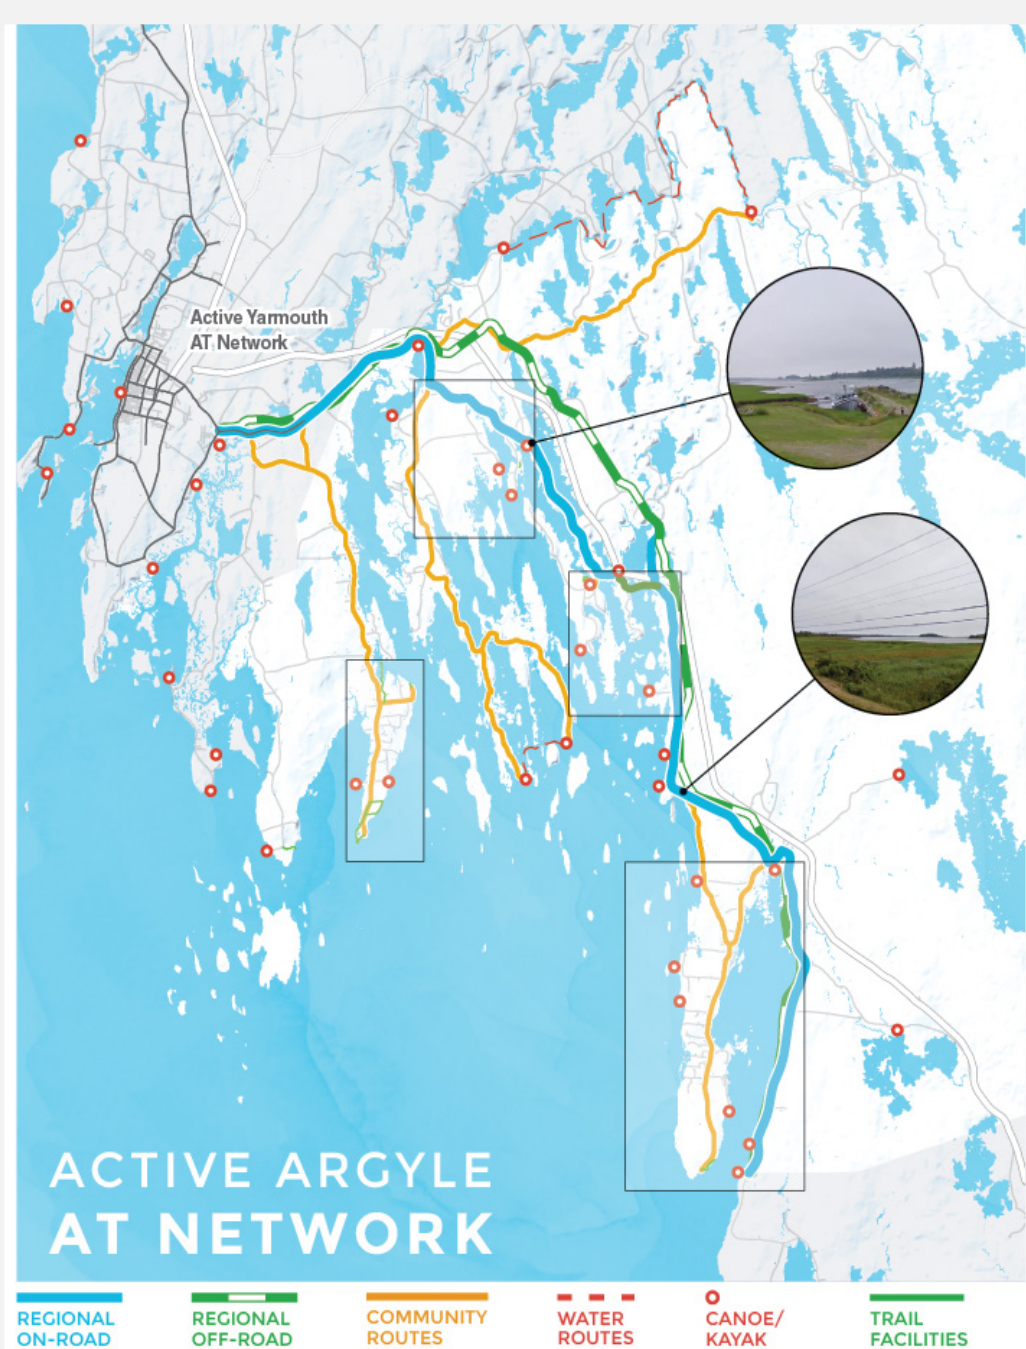 Active Yarmouth
AT Network
ACTIVE ARGYLE
AT NETWORK
REGIONAL
ON-ROAD
REGIONAL
OFF-ROAD
COMMUNITY
ROUTES
WATER
ROUTES
CANOE/
KAYAK
TRAIL
FACILITIES